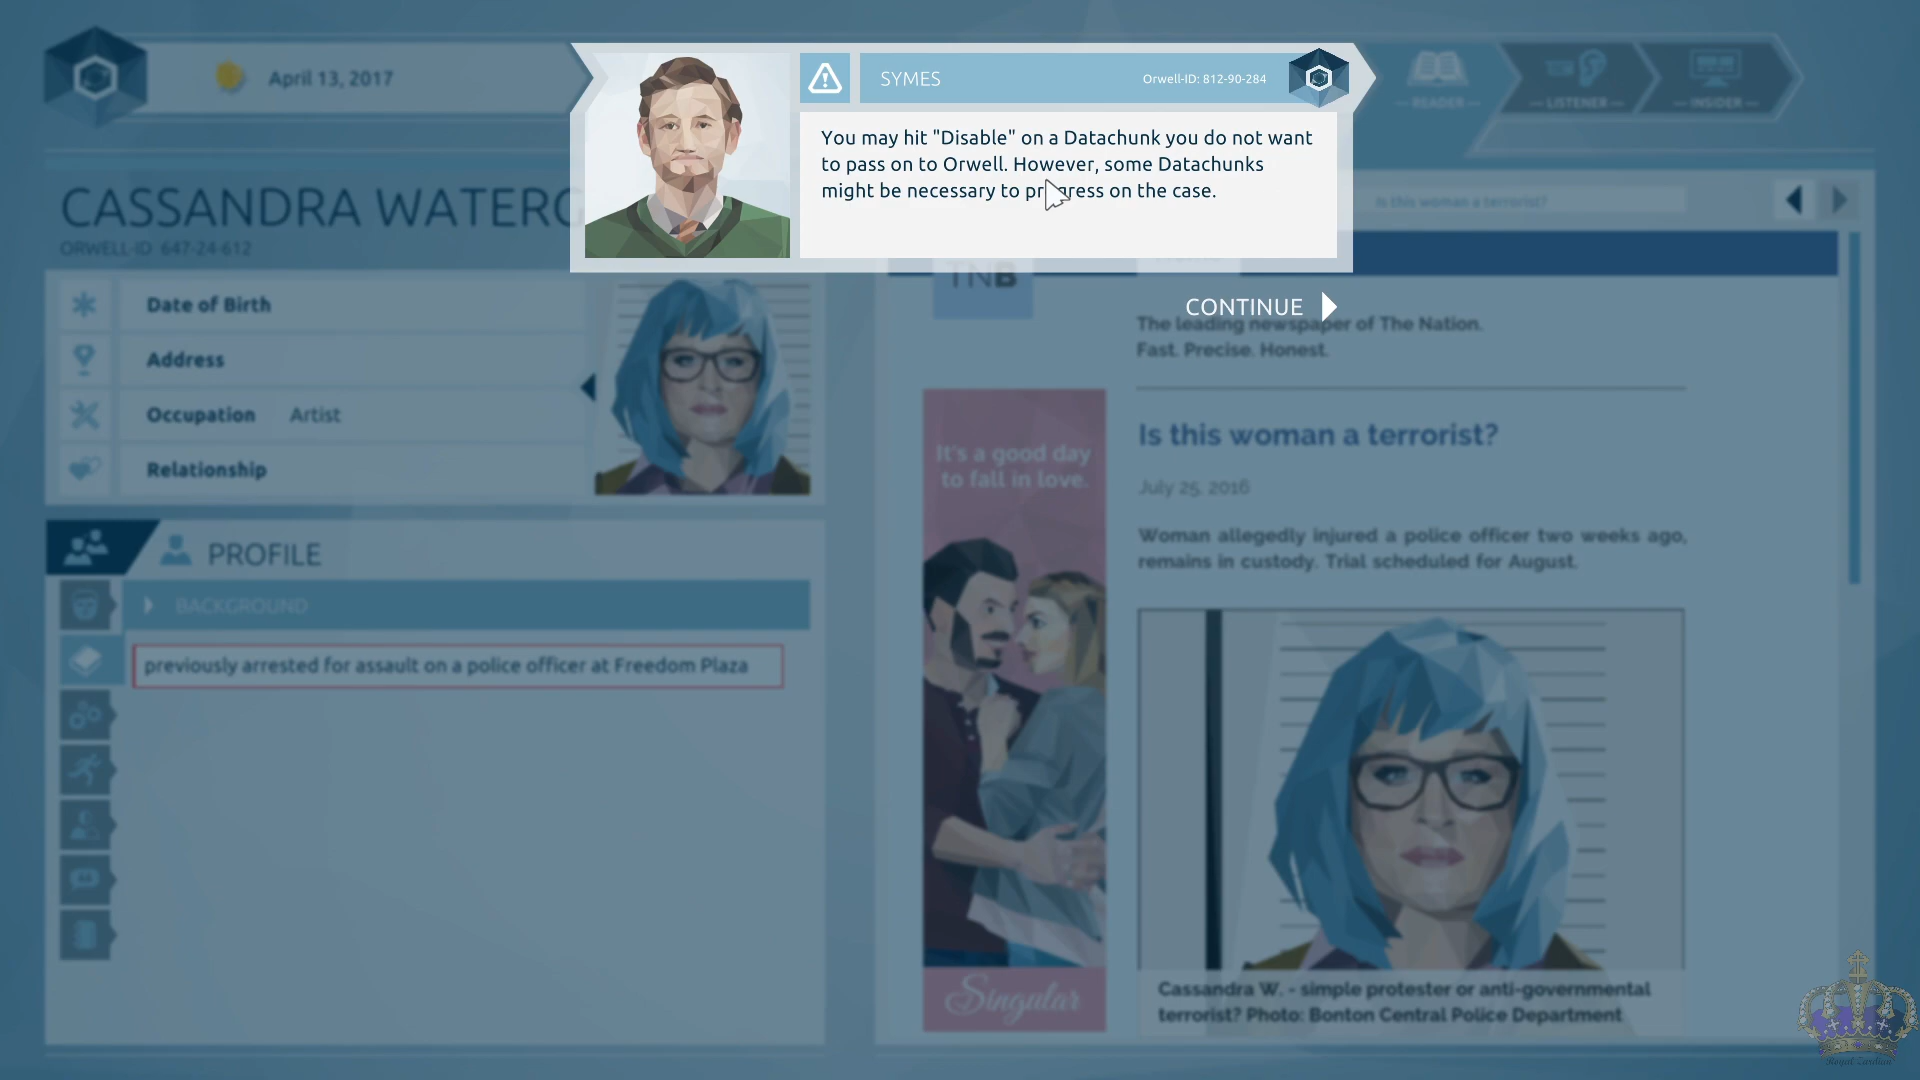 April 13, 2017
SYMES
Orwell-ID: 812-90-284
You may hit "Disable" on a Datachunk you do not want
to pass on to Orwell. However, some Datachunks
might be necessary to progress on the case.
CONTINUE
— READER —
— LISTENER —
— INSIDER —
CASSANDRA WATERG
ORWELL-ID 647-24-612
Date of Birth
Address
Occupation Artist
Relationship
PROFILE
BACKGROUND
previously arrested for assault on a police officer at Freedom Plaza
Is this woman a terrorist?
TNB
The leading newspaper of The Nation.
Fast. Precise. Honest.
It's a good day
to fall in love.
Singular
Is this woman a terrorist?
July 25, 2016
Woman allegedly injured a police officer two weeks ago,
remains in custody. Trial scheduled for August.
Cassandra W. - simple protester or anti-governmental
terrorist? Photo: Bonton Central Police Department